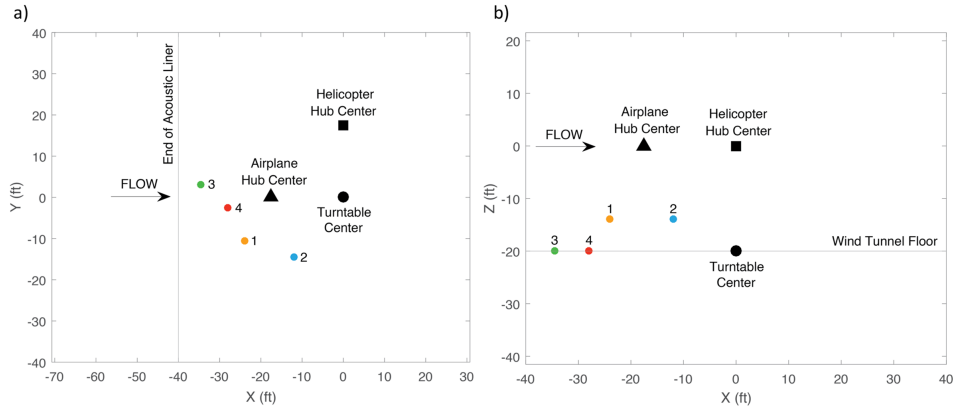 a)
40
30
20
10
0
-10
-20
-30
-40
Y (ft)
-70 -60 -50 -40 -30 -20 -10 0 10 20 30
X (ft)
End of Acoustic Liner
FLOW
Helicopter
Hub Center
Airplane
Hub Center
Turntable
Center
3
4
1
2
b)
20
10
0
-10
-20
-30
-40
Z (ft)
-40 -30 -20 -10 0 10 20 30 40
X (ft)
FLOW
Airplane
Hub Center
Helicopter
Hub Center
1
2
3
4
Wind Tunnel Floor
Turntable
Center